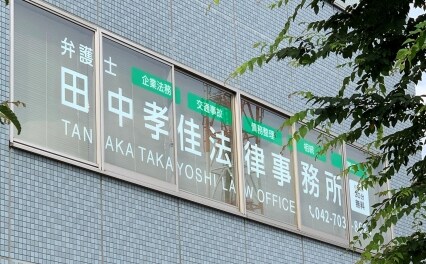 弁護士
企業法務
交通事故
債務整理
相続
田中孝佳法律事務所
TANAKA TAKAYOSHI LAW OFFICE
042-703-